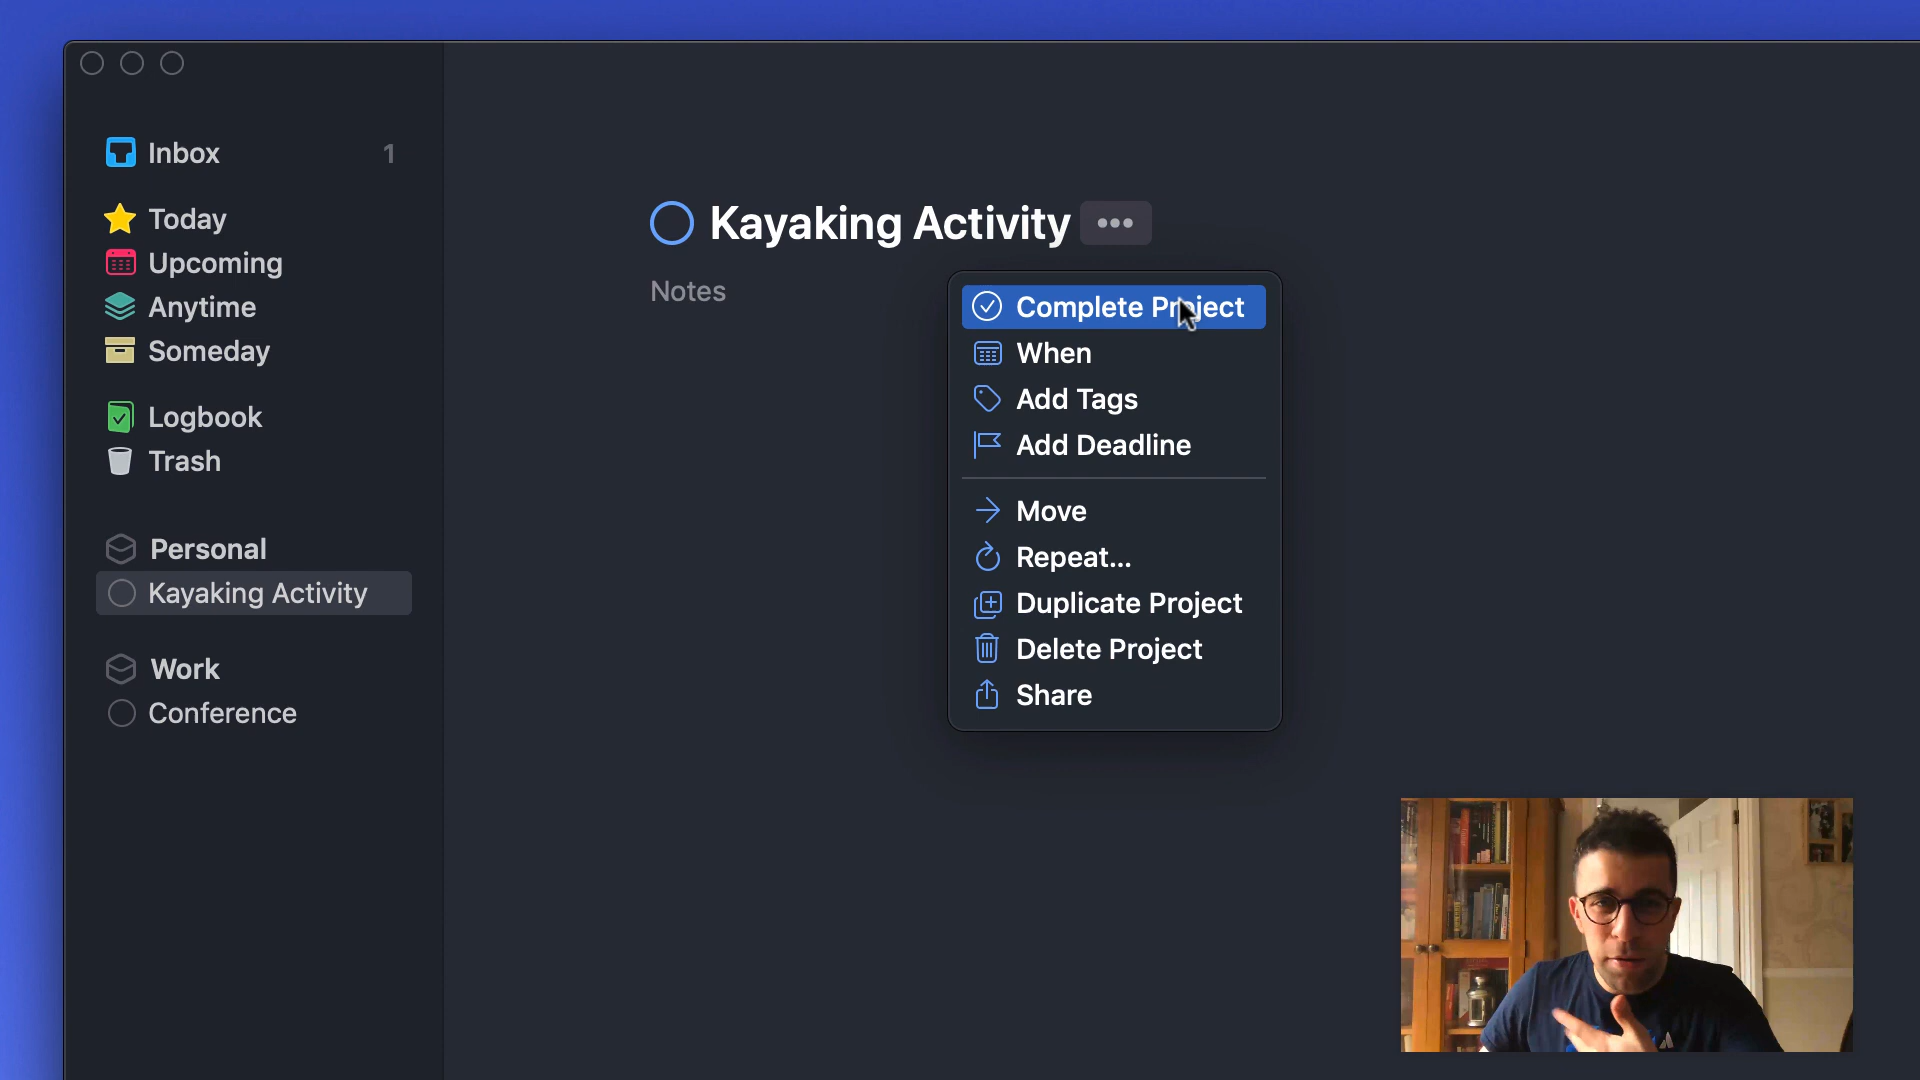 Inbox 1
Today
Upcoming
Anytime
Someday
Logbook
Trash
Personal
Kayaking Activity
Work
Conference
Kayaking Activity •••
Notes
Complete Project
When
Add Tags
Add Deadline
Move
Repeat...
Duplicate Project
Delete Project
Share